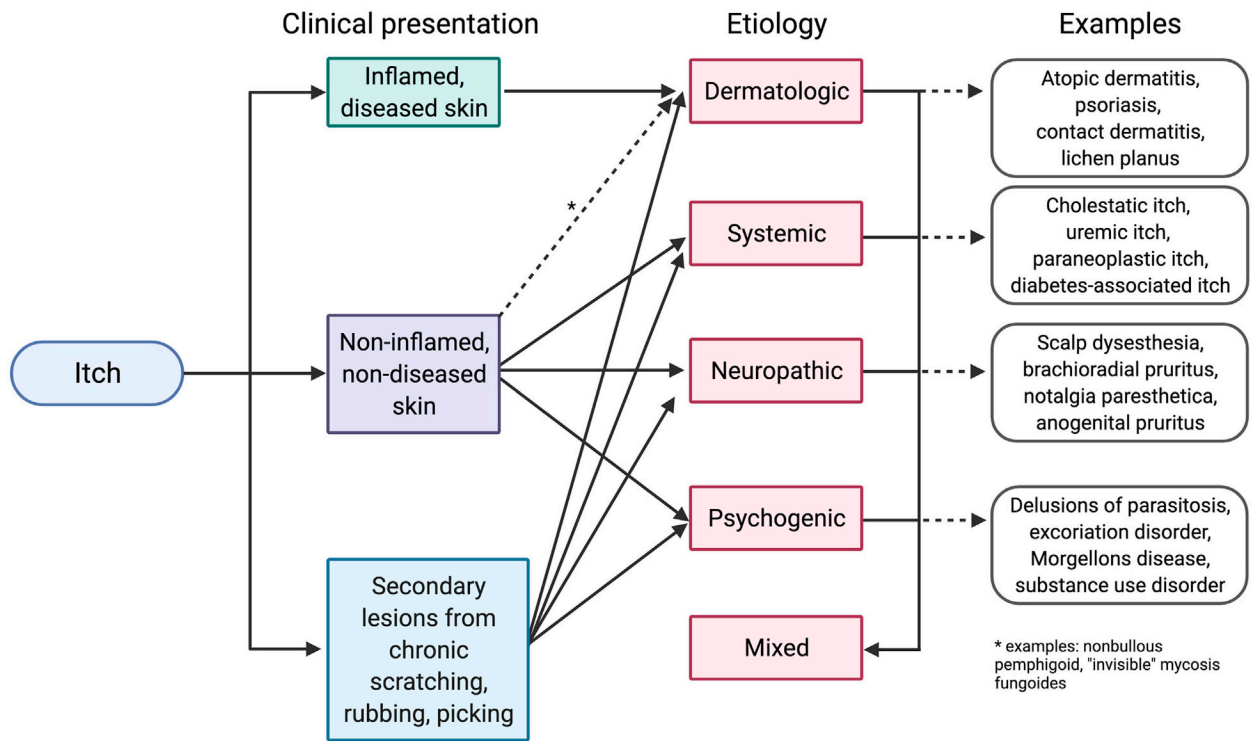 Clinical presentation
Etiology
Examples
Itch
Inflamed,
diseased skin
Non-inflamed,
non-diseased
skin
Secondary
lesions from
chronic
scratching,
rubbing, picking
*
Dermatologic
Systemic
Neuropathic
Psychogenic
Mixed
Atopic dermatitis,
psoriasis,
contact dermatitis,
lichen planus
Cholestatic itch,
uremic itch,
paraneoplastic itch,
diabetes-associated itch
Scalp dysesthesia,
brachioradial pruritus,
notalgia paresthetica,
anogenital pruritus
Delusions of parasitosis,
excoriation disorder,
Morgellons disease,
substance use disorder
* examples: nonbullous
pemphigoid, "invisible" mycosis
fungoides